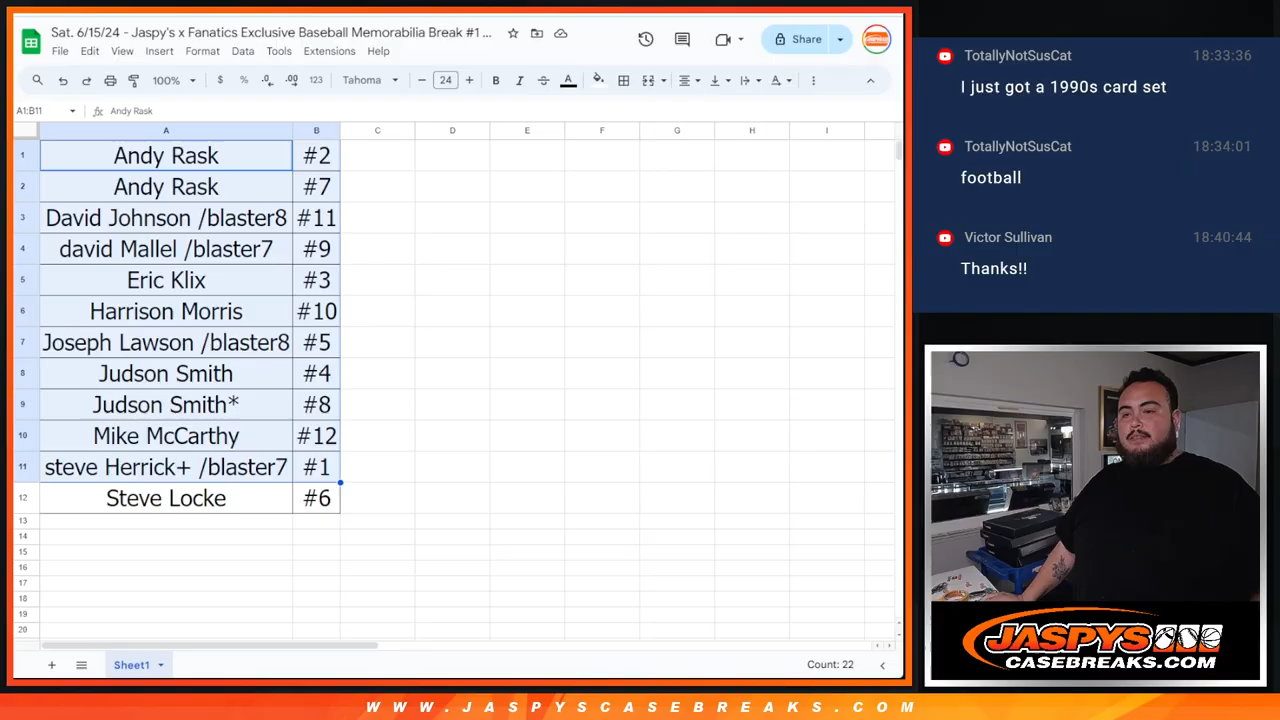 Sat. 6/15/24 - Jaspy's x Fanatics Exclusive Baseball Memorabilia Break #1 ...
File Edit View Insert Format Data Tools Extensions Help
Share
100% $ % .0 .00 123 Tahoma 24 B I A
A1:B11 fx Andy Rask
A B C D E F G H I
1 Andy Rask #2
2 Andy Rask #7
3 David Johnson /blaster8 #11
4 david Mallel /blaster7 #9
5 Eric Klix #3
6 Harrison Morris #10
7 Joseph Lawson /blaster8 #5
8 Judson Smith #4
9 Judson Smith* #8
10 Mike McCarthy #12
11 steve Herrick+ /blaster7 #1
12 Steve Locke #6
13
14
15
16
17
18
19
20
Sheet1
Count: 22
TotallyNotSusCat 18:33:36
I just got a 1990s card set
TotallyNotSusCat 18:34:01
football
Victor Sullivan 18:40:44
Thanks!!
JASPYS
CASEBREAKS.COM
WWW.JASPYSCASEBREAKS.COM